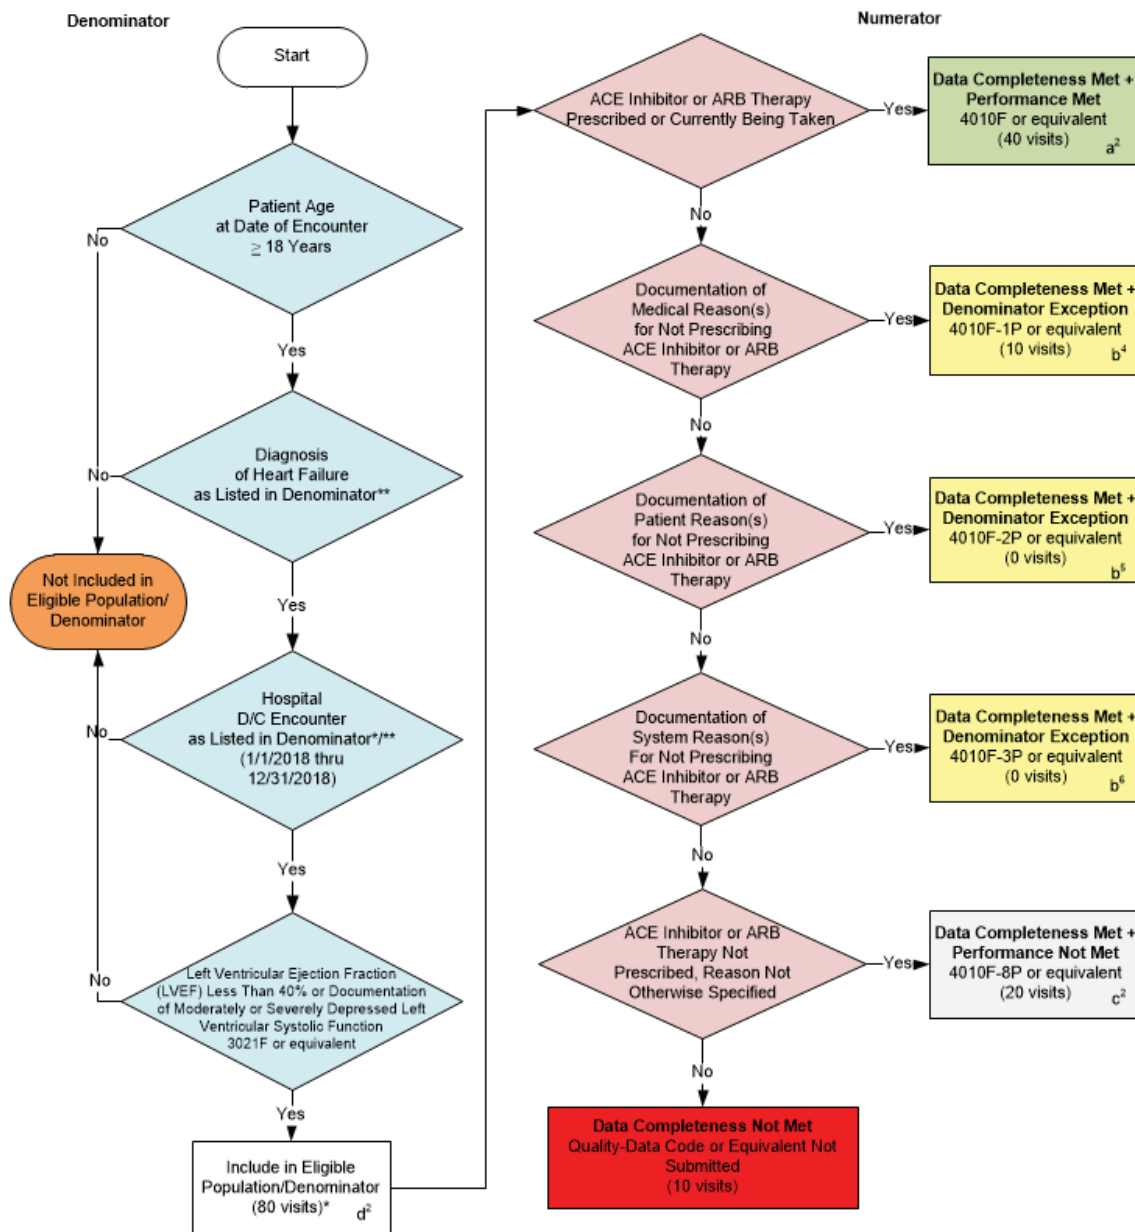 Denominator
Start
Patient Age
at Date of Encounter
≥ 18 Years
No
Yes
Diagnosis
of Heart Failure
as Listed in Denominator**
No
Not Included in
Eligible Population/
Denominator
Yes
Hospital
D/C Encounter
as Listed in Denominator*/**
(1/1/2018 thru
12/31/2018)
No
Yes
Left Ventricular Ejection Fraction
(LVEF) Less Than 40% or Documentation
of Moderately or Severely Depressed Left
Ventricular Systolic Function
3021F or equivalent
No
Yes
Include in Eligible
Population/Denominator
(80 visits)* d²
Numerator
ACE Inhibitor or ARB Therapy
Prescribed or Currently Being Taken
Yes
Data Completeness Met +
Performance Met
4010F or equivalent
(40 visits) a²
No
Documentation of
Medical Reason(s)
for Not Prescribing
ACE Inhibitor or ARB
Therapy
Yes
Data Completeness Met +
Denominator Exception
4010F-1P or equivalent
(10 visits) b⁴
No
Documentation of
Patient Reason(s)
for Not Prescribing
ACE Inhibitor or ARB
Therapy
Yes
Data Completeness Met +
Denominator Exception
4010F-2P or equivalent
(0 visits) b⁵
No
Documentation of
System Reason(s)
For Not Prescribing
ACE Inhibitor or ARB
Therapy
Yes
Data Completeness Met +
Denominator Exception
4010F-3P or equivalent
(0 visits) b⁶
No
ACE Inhibitor or ARB
Therapy Not
Prescribed, Reason Not
Otherwise Specified
Yes
Data Completeness Met +
Performance Not Met
4010F-8P or equivalent
(20 visits) c²
No
Data Completeness Not Met
Quality-Data Code or Equivalent Not
Submitted
(10 visits)